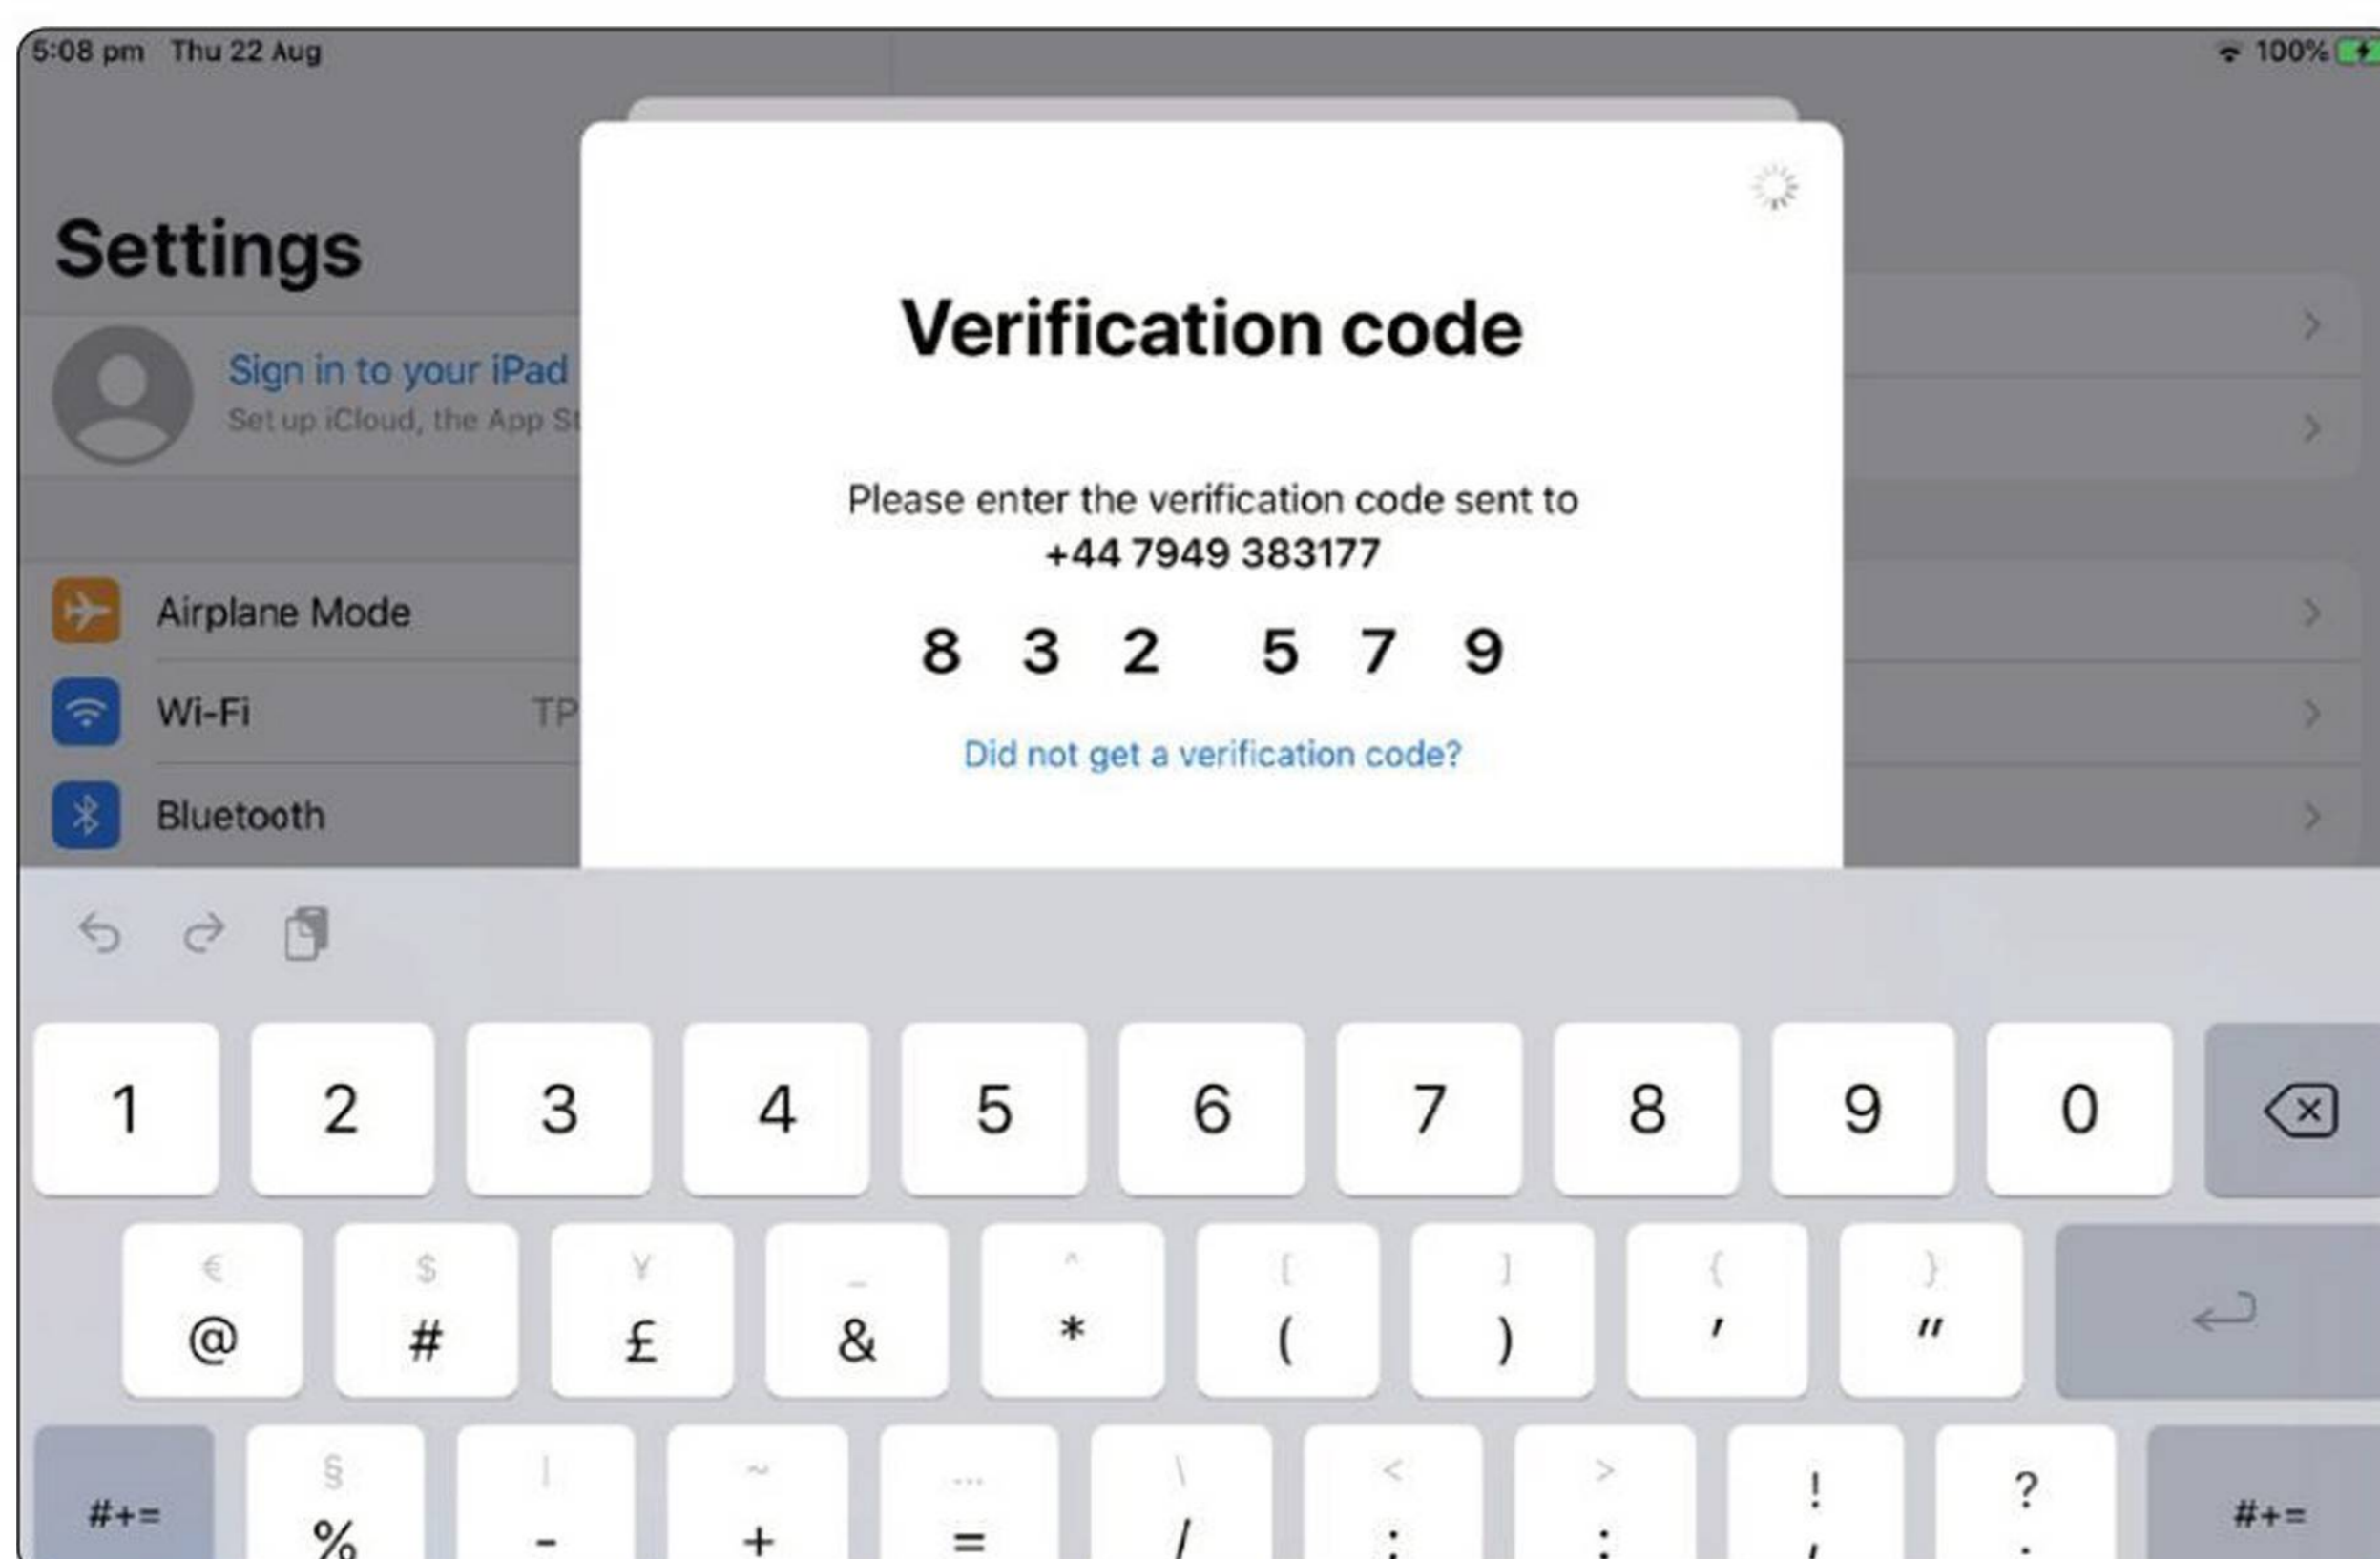 5:08 pm Thu 22 Aug
100%
Settings
Sign in to your iPad
Set up iCloud, the App St
Airplane Mode
Wi-Fi TP
Bluetooth
Verification code
Please enter the verification code sent to
+44 7949 383177
8 3 2 5 7 9
Did not get a verification code?
1 2 3 4 5 6 7 8 9 0
€ $ ¥ _ ^ [ ] { }
@ # £ & * ( ) ' "
§ | ~ … \ < > ! ?
#+= % - + = / : , . #+=